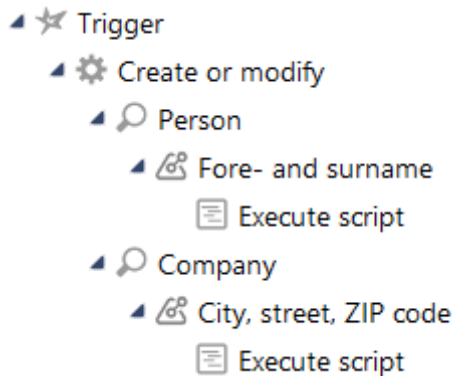 Trigger
Create or modify
Person
Fore- and surname
Execute script
Company
City, street, ZIP code
Execute script